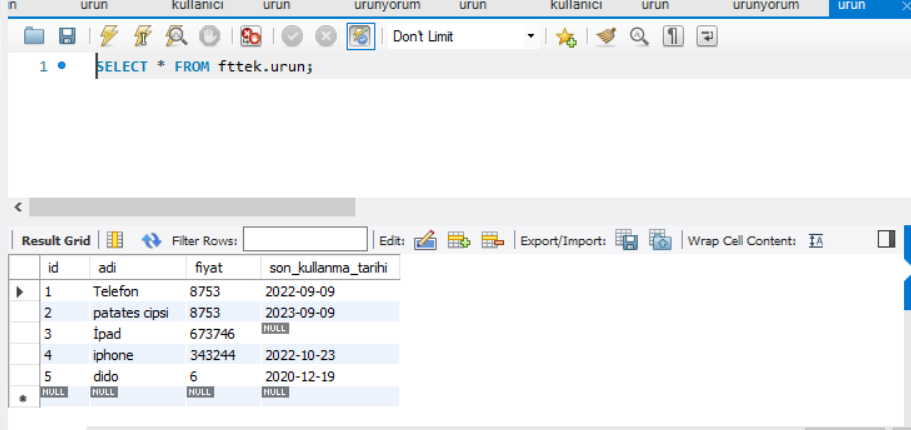 urun kullanici urun urunyorum urun kullanici urun urunyorum urun
Don't Limit
1 SELECT * FROM fttek.urun;
Result Grid Filter Rows: Edit: Export/Import: Wrap Cell Content:
id adi fiyat son_kullanma_tarihi
1 Telefon 8753 2022-09-09
2 patates cipsi 8753 2023-09-09
3 İpad 673746 NULL
4 iphone 343244 2022-10-23
5 dido 6 2020-12-19
NULL NULL NULL NULL